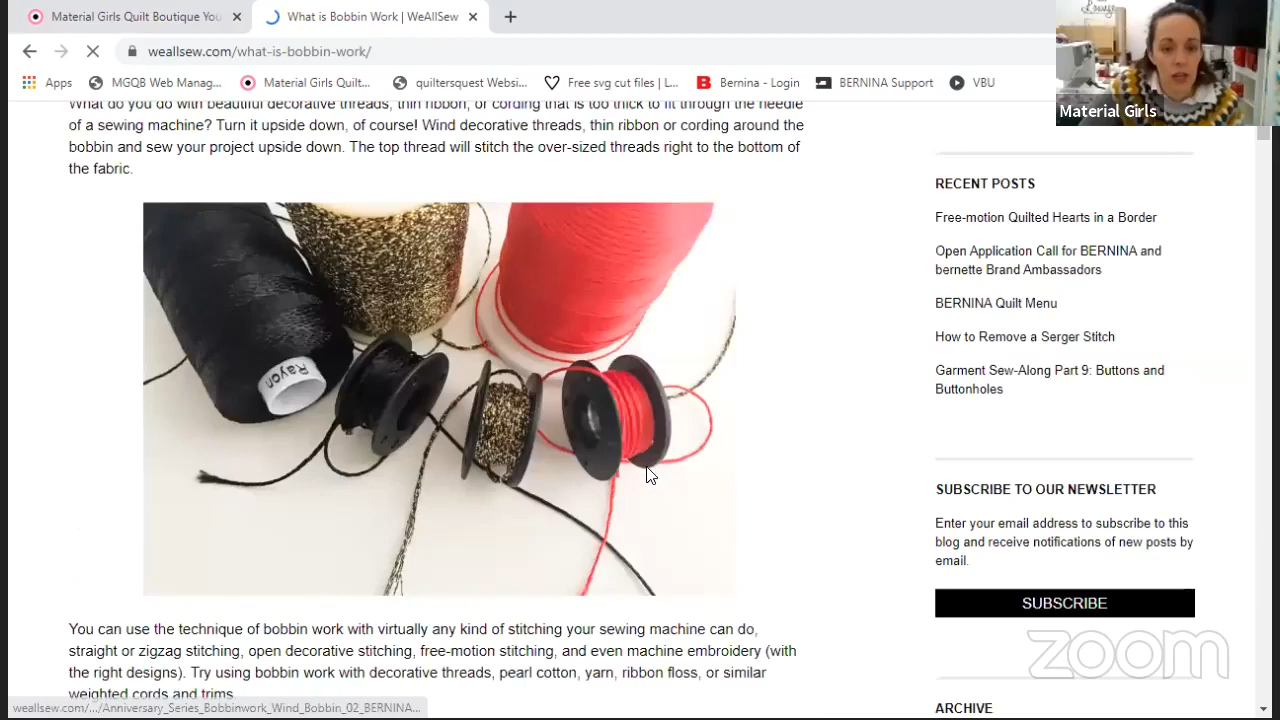 Material Girls Quilt Boutique You
What is Bobbin Work | WeAllSew
weallsew.com/what-is-bobbin-work/
Apps
MGQB Web Manag...
Material Girls Quilt...
quiltersquest Websi...
Free svg cut files | L...
Bernina - Login
BERNINA Support
VBU
Lounge
Material Girls
What do you do with beautiful decorative threads, thin ribbon, or cording that is too thick to fit through the needle
of a sewing machine? Turn it upside down, of course! Wind decorative threads, thin ribbon or cording around the
bobbin and sew your project upside down. The top thread will stitch the over-sized threads right to the bottom of
the fabric.
Rayon
You can use the technique of bobbin work with virtually any kind of stitching your sewing machine can do,
straight or zigzag stitching, open decorative stitching, free-motion stitching, and even machine embroidery (with
the right designs). Try using bobbin work with decorative threads, pearl cotton, yarn, ribbon floss, or similar
weighted cords and trims.
RECENT POSTS
Free-motion Quilted Hearts in a Border
Open Application Call for BERNINA and
bernette Brand Ambassadors
BERNINA Quilt Menu
How to Remove a Serger Stitch
Garment Sew-Along Part 9: Buttons and
Buttonholes
SUBSCRIBE TO OUR NEWSLETTER
Enter your email address to subscribe to this
blog and receive notifications of new posts by
email.
SUBSCRIBE
zoom
ARCHIVE
weallsew.com/.../Anniversary_Series_Bobbinwork_Wind_Bobbin_02_BERNINA...